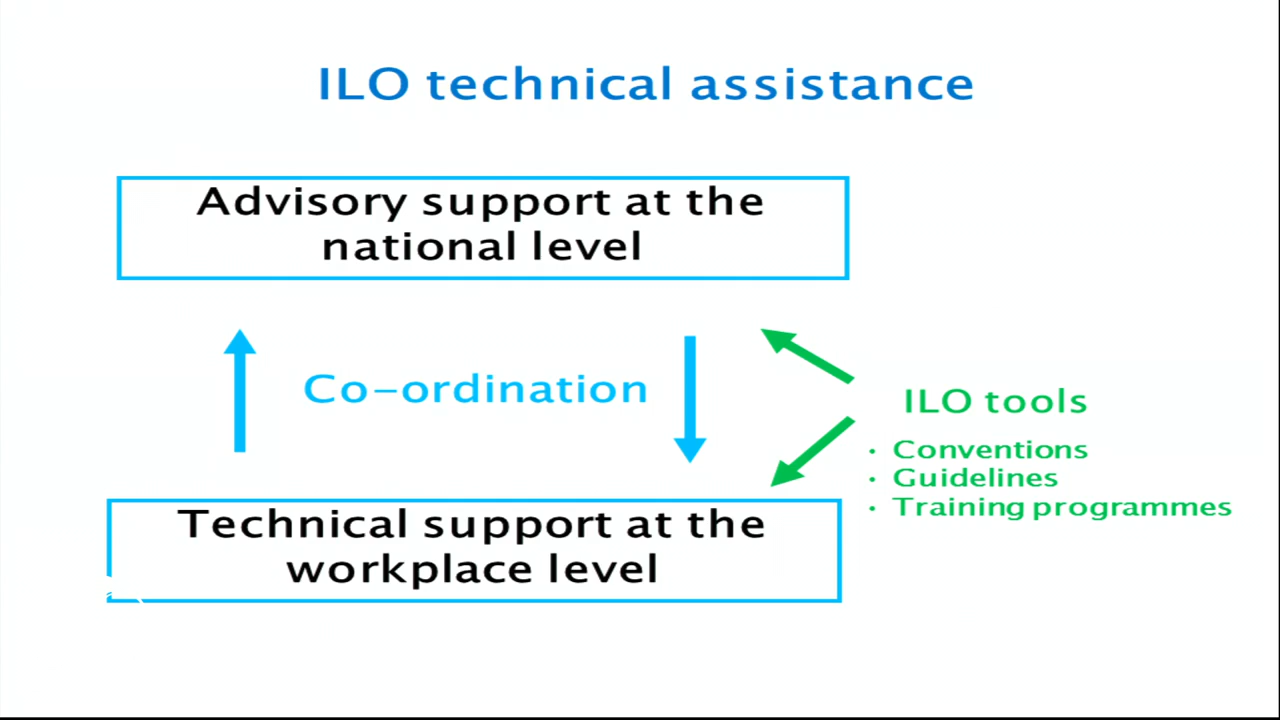 ILO technical assistance
Advisory support at the
national level
Co-ordination
ILO tools
• Conventions
• Guidelines
• Training programmes
Technical support at the
workplace level